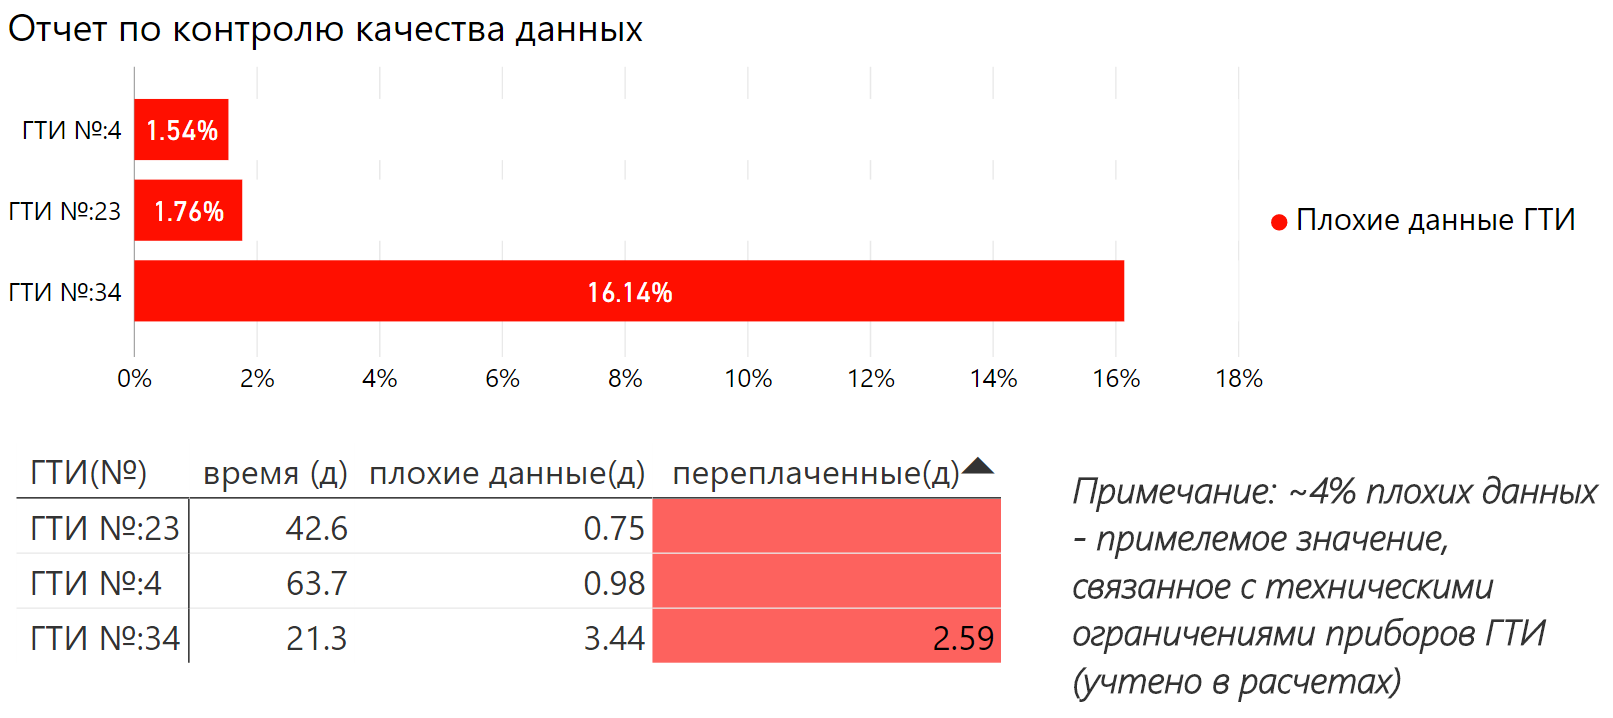 Отчет по контролю качества данных
ГТИ №:4
1.54%
ГТИ №:23
1.76%
ГТИ №:34
16.14%
0% 2% 4% 6% 8% 10% 12% 14% 16% 18%
Плохие данные ГТИ
ГТИ(№) время (д) плохие данные(д) переплаченные(д)
ГТИ №:23 42.6 0.75
ГТИ №:4 63.7 0.98
ГТИ №:34 21.3 3.44 2.59
Примечание: ~4% плохих данных
- примелемое значение,
связанное с техническими
ограничениями приборов ГТИ
(учтено в расчетах)